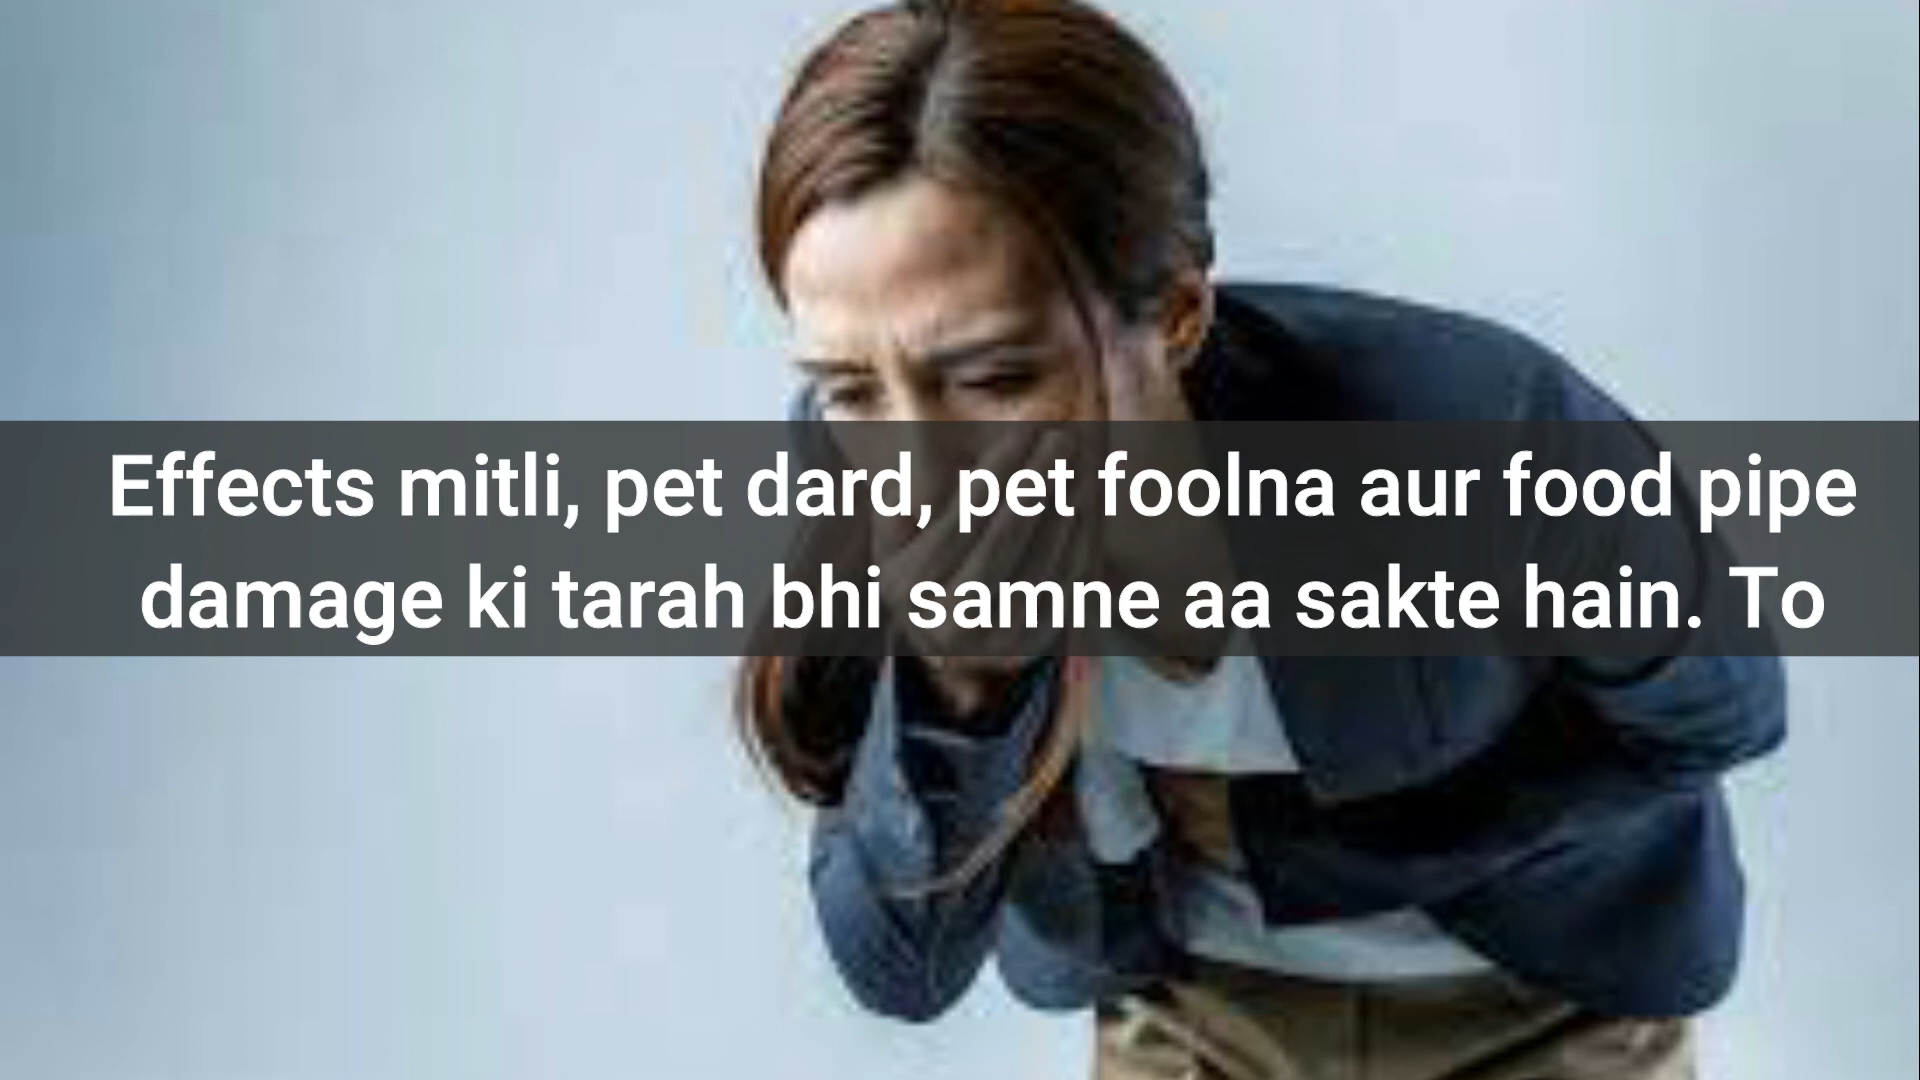 Effects mitli, pet dard, pet foolna aur food pipe
damage ki tarah bhi samne aa sakte hain. To